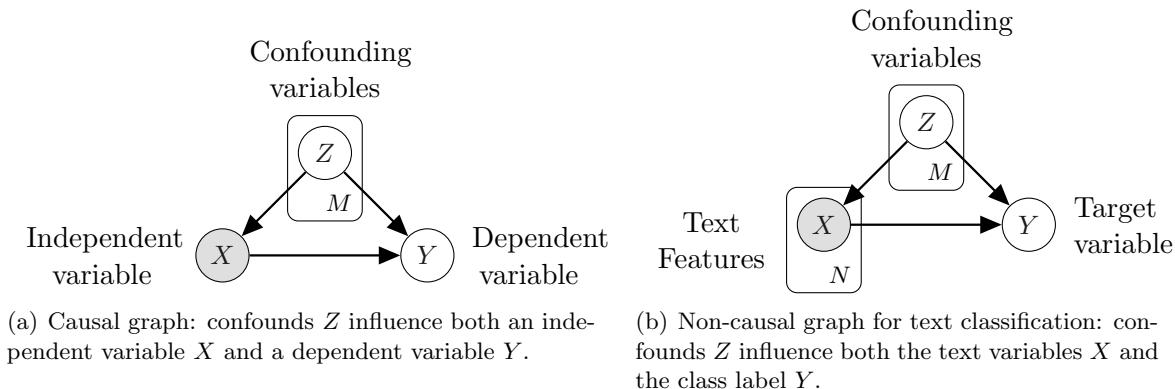 Confounding
variables
Z
M
Independent
variable
X
Y
Dependent
variable
(a) Causal graph: confounds Z influence both an inde-
pendent variable X and a dependent variable Y.
Confounding
variables
Z
M
Text
Features
X
N
Y
Target
variable
(b) Non-causal graph for text classification: con-
founds Z influence both the text variables X and
the class label Y.